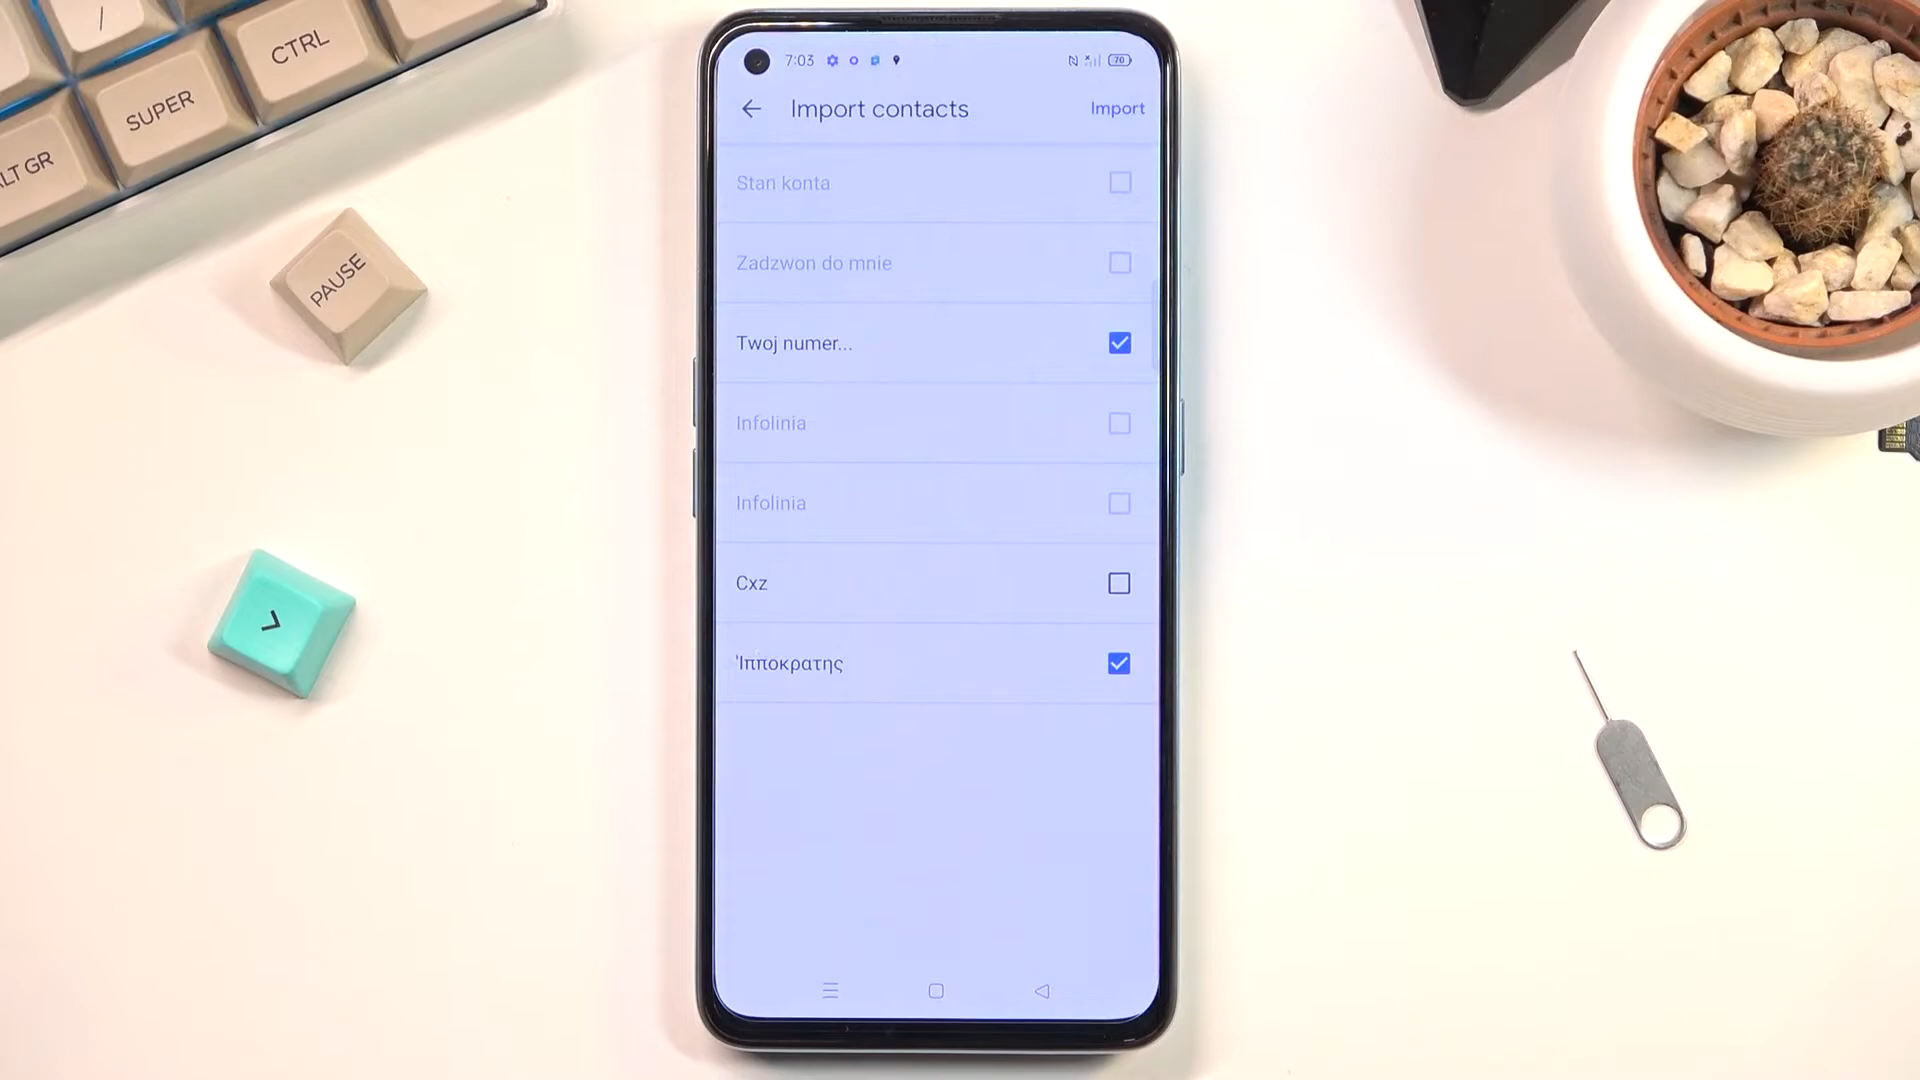 /
CTRL
SUPER
ALT GR
PAUSE
7:03
70
Import contacts
Import
Stan konta
Zadzwon do mnie
Twoj numer...
Infolinia
Infolinia
Cxz
Ἱπποκρατης